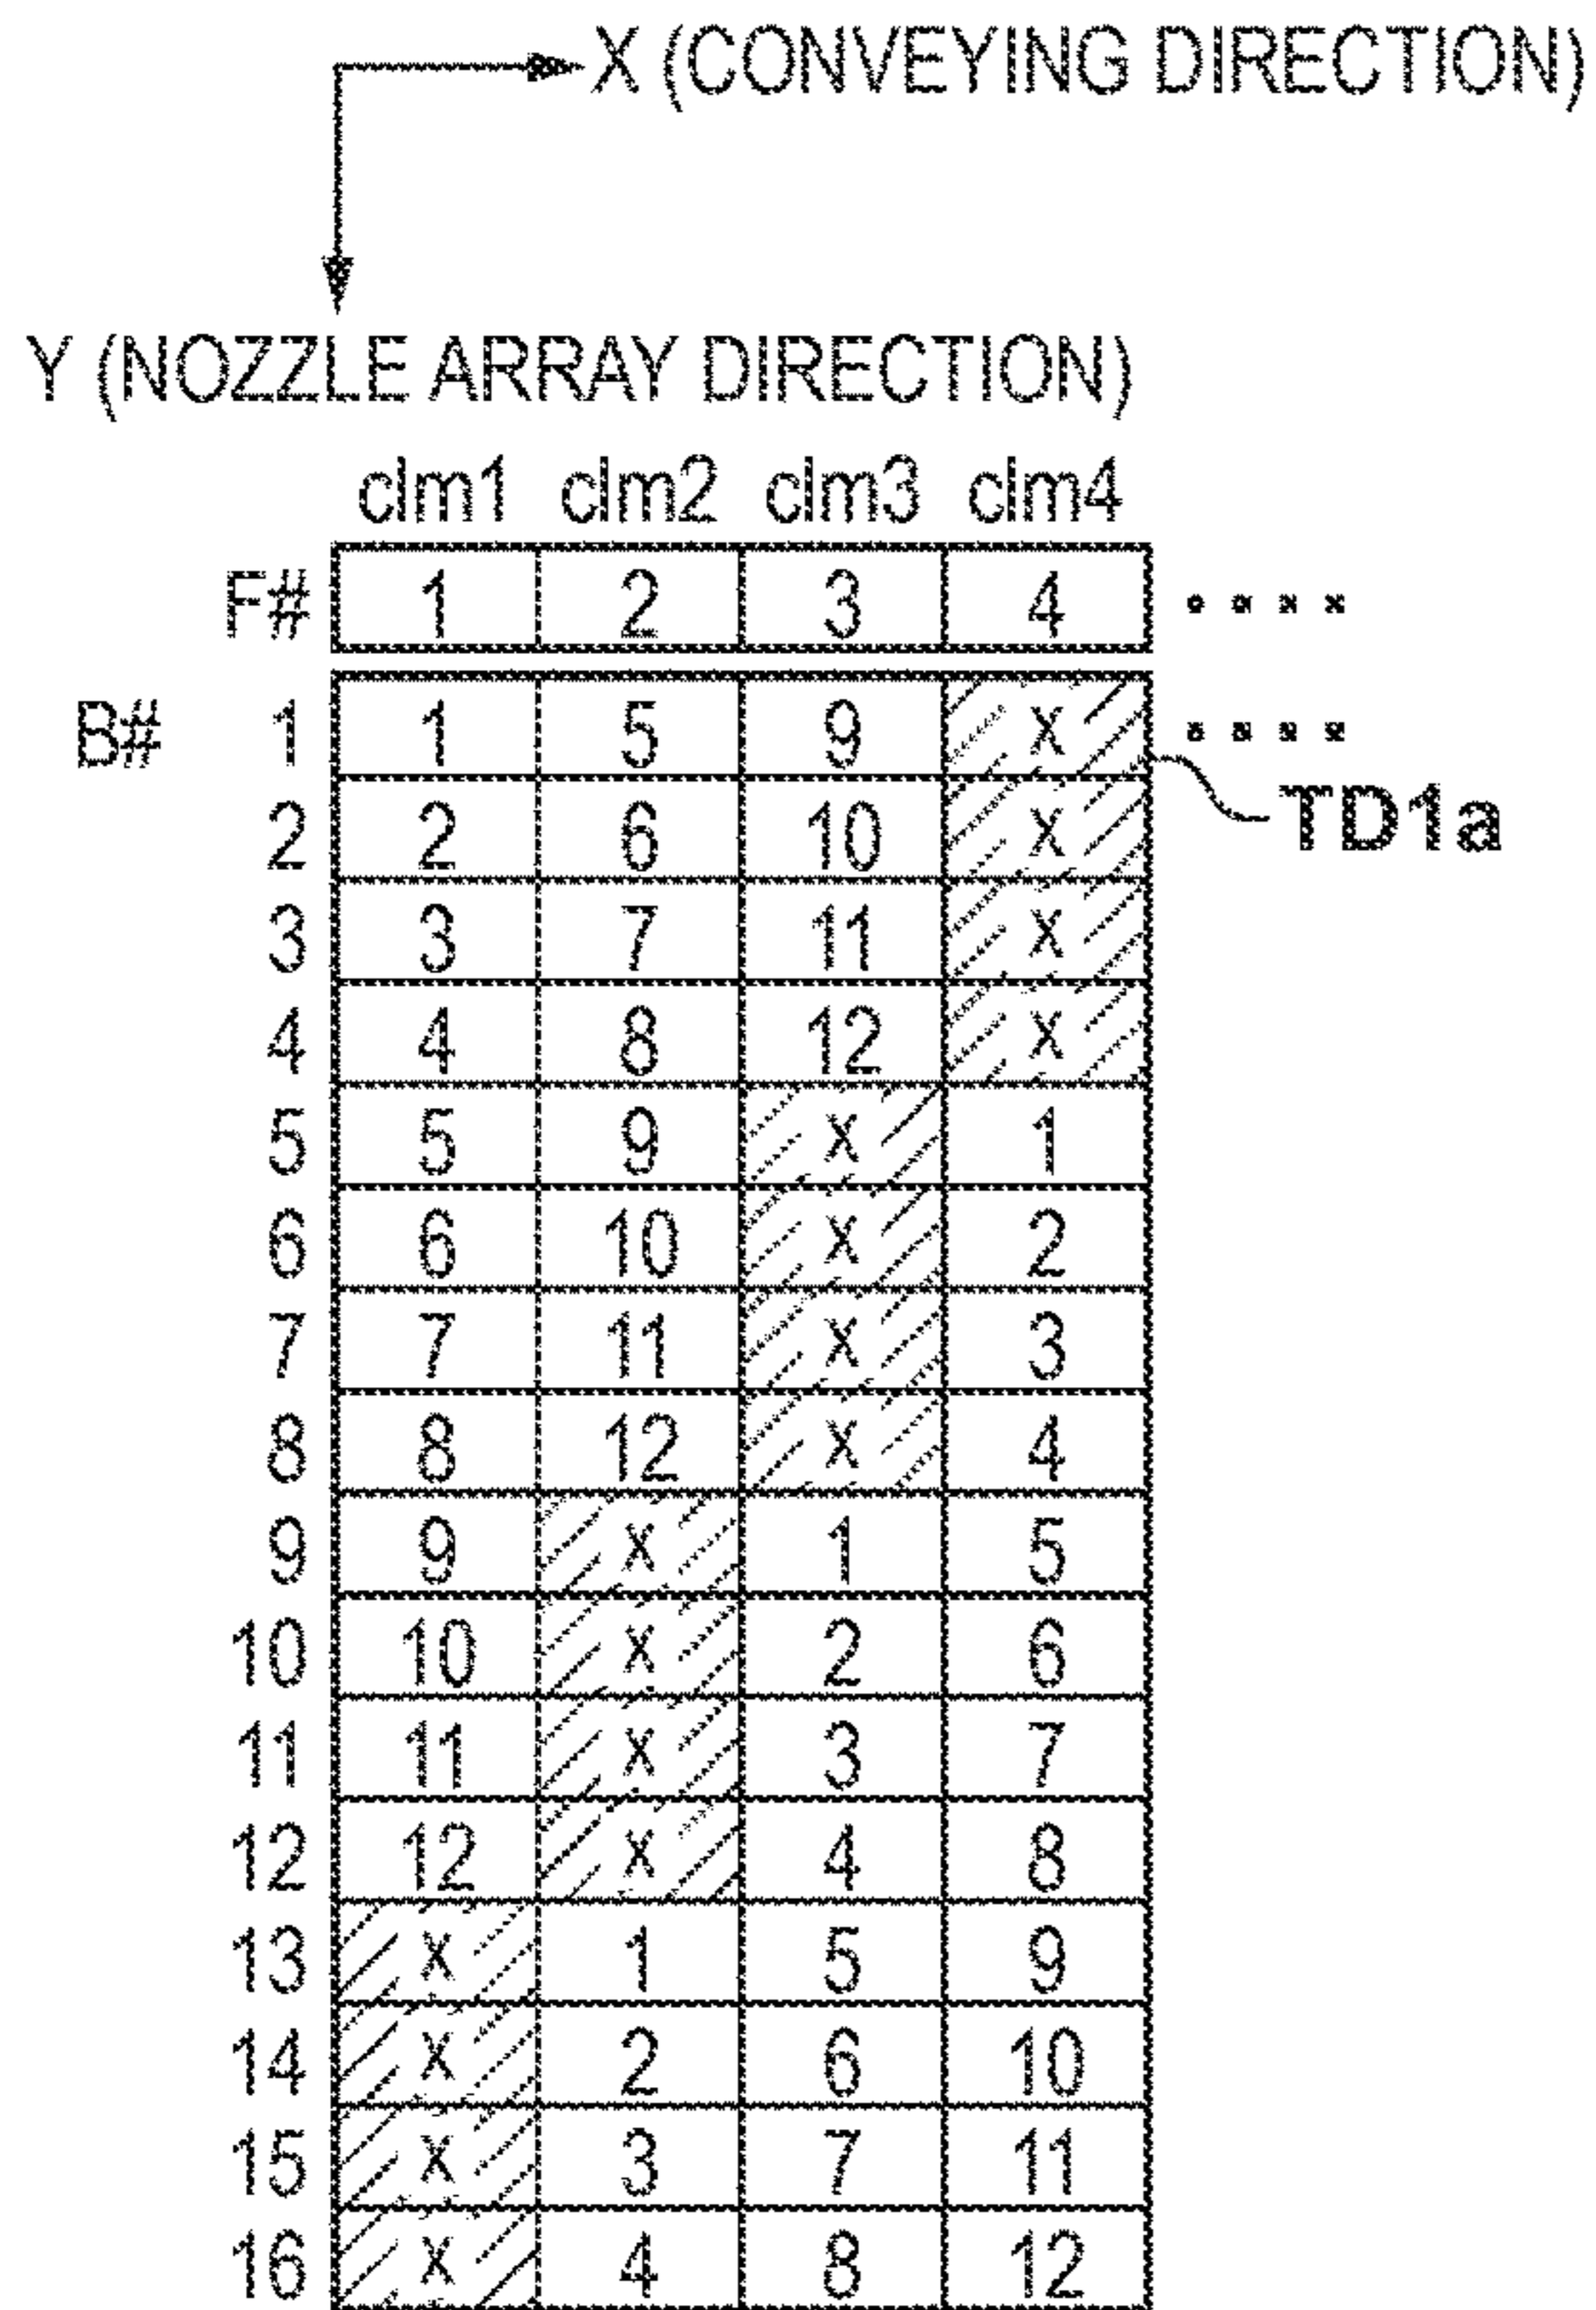 X (CONVEYING DIRECTION)
Y (NOZZLE ARRAY DIRECTION)
clm1 clm2 clm3 clm4
F# 1 2 3 4 ....
B# 1 1 5 9 X ....
TD1a
2 2 6 10 X
3 3 7 11 X
4 4 8 12 X
5 5 9 X 1
6 6 10 X 2
7 7 11 X 3
8 8 12 X 4
9 9 X 1 5
10 10 X 2 6
11 11 X 3 7
12 12 X 4 8
13 X 1 5 9
14 X 2 6 10
15 X 3 7 11
16 X 4 8 12